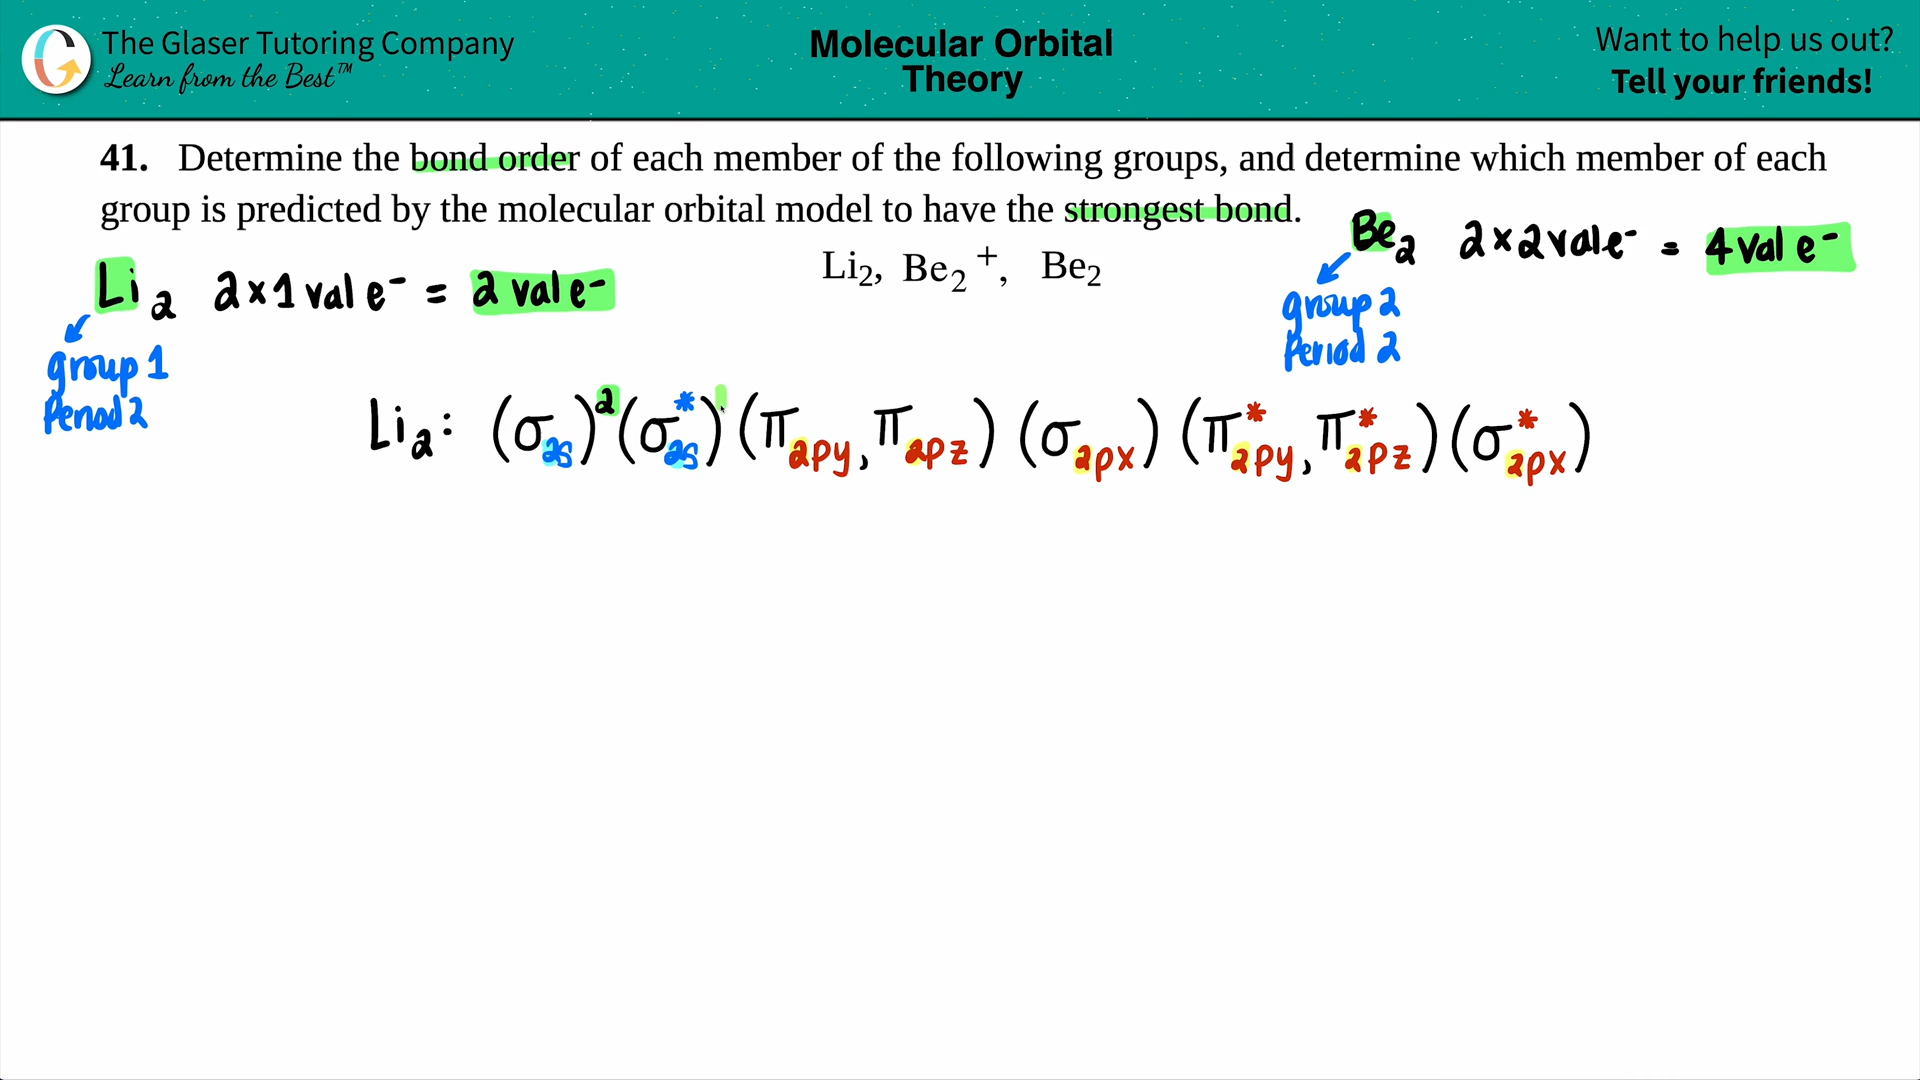 The Glaser Tutoring Company
Learn from the Best™
Molecular Orbital
Theory
Want to help us out?
Tell your friends!
41. Determine the bond order of each member of the following groups, and determine which member of each
group is predicted by the molecular orbital model to have the strongest bond.
Li₂, Be₂⁺, Be₂
Li₂ 2×1 val e⁻ = 2 val e⁻
group 1
Period 2
Be₂ 2×2 val e⁻ = 4 val e⁻
group 2
Period 2
Li₂: (σ2s)²(σ*2s)(π2py, π2pz)(σ2px)(π*2py, π*2pz)(σ*2px)